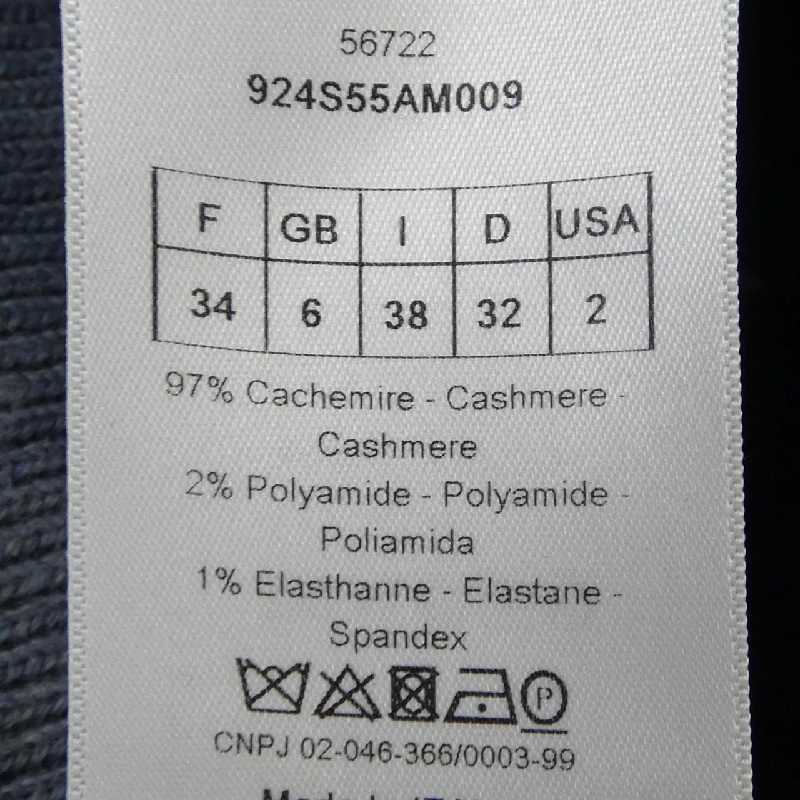 56722
924S55AM009
F GB I D USA
34 6 38 32 2
97% Cachemire - Cashmere -
Cashmere
2% Polyamide - Polyamide -
Poliamida
1% Elasthanne - Elastane -
Spandex
P
CNPJ 02-046-366/0003-99